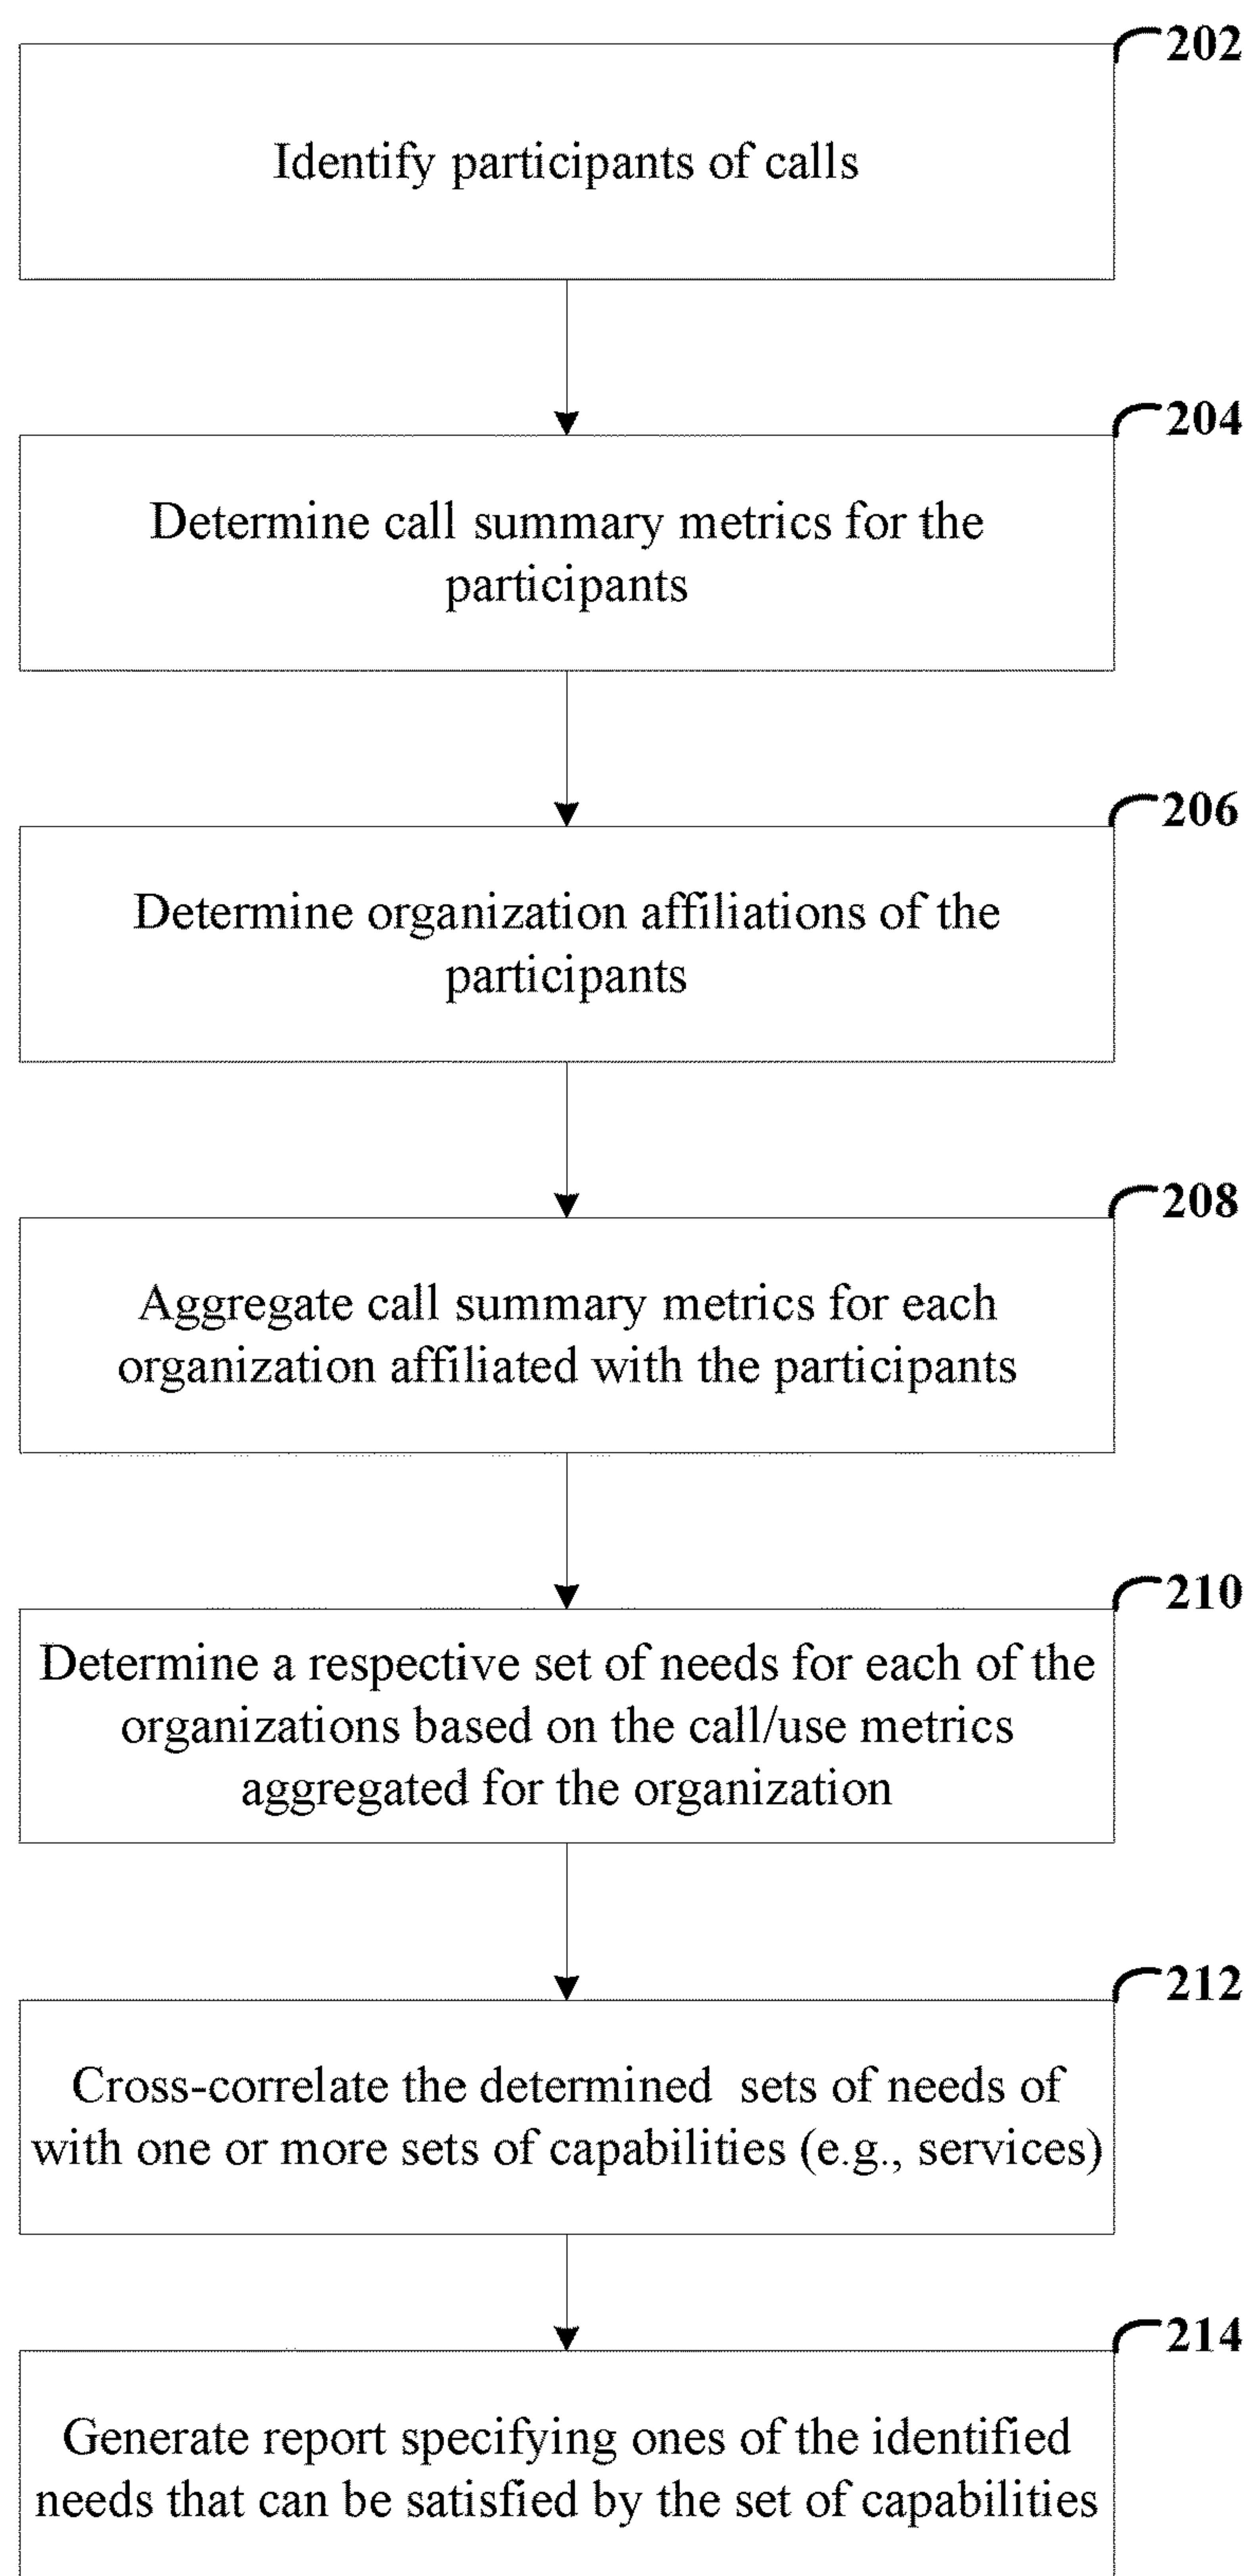 202
Identify participants of calls
204
Determine call summary metrics for the
participants
206
Determine organization affiliations of the
participants
208
Aggregate call summary metrics for each
organization affiliated with the participants
210
Determine a respective set of needs for each of the
organizations based on the call/use metrics
aggregated for the organization
212
Cross-correlate the determined sets of needs of
with one or more sets of capabilities (e.g., services)
214
Generate report specifying ones of the identified
needs that can be satisfied by the set of capabilities